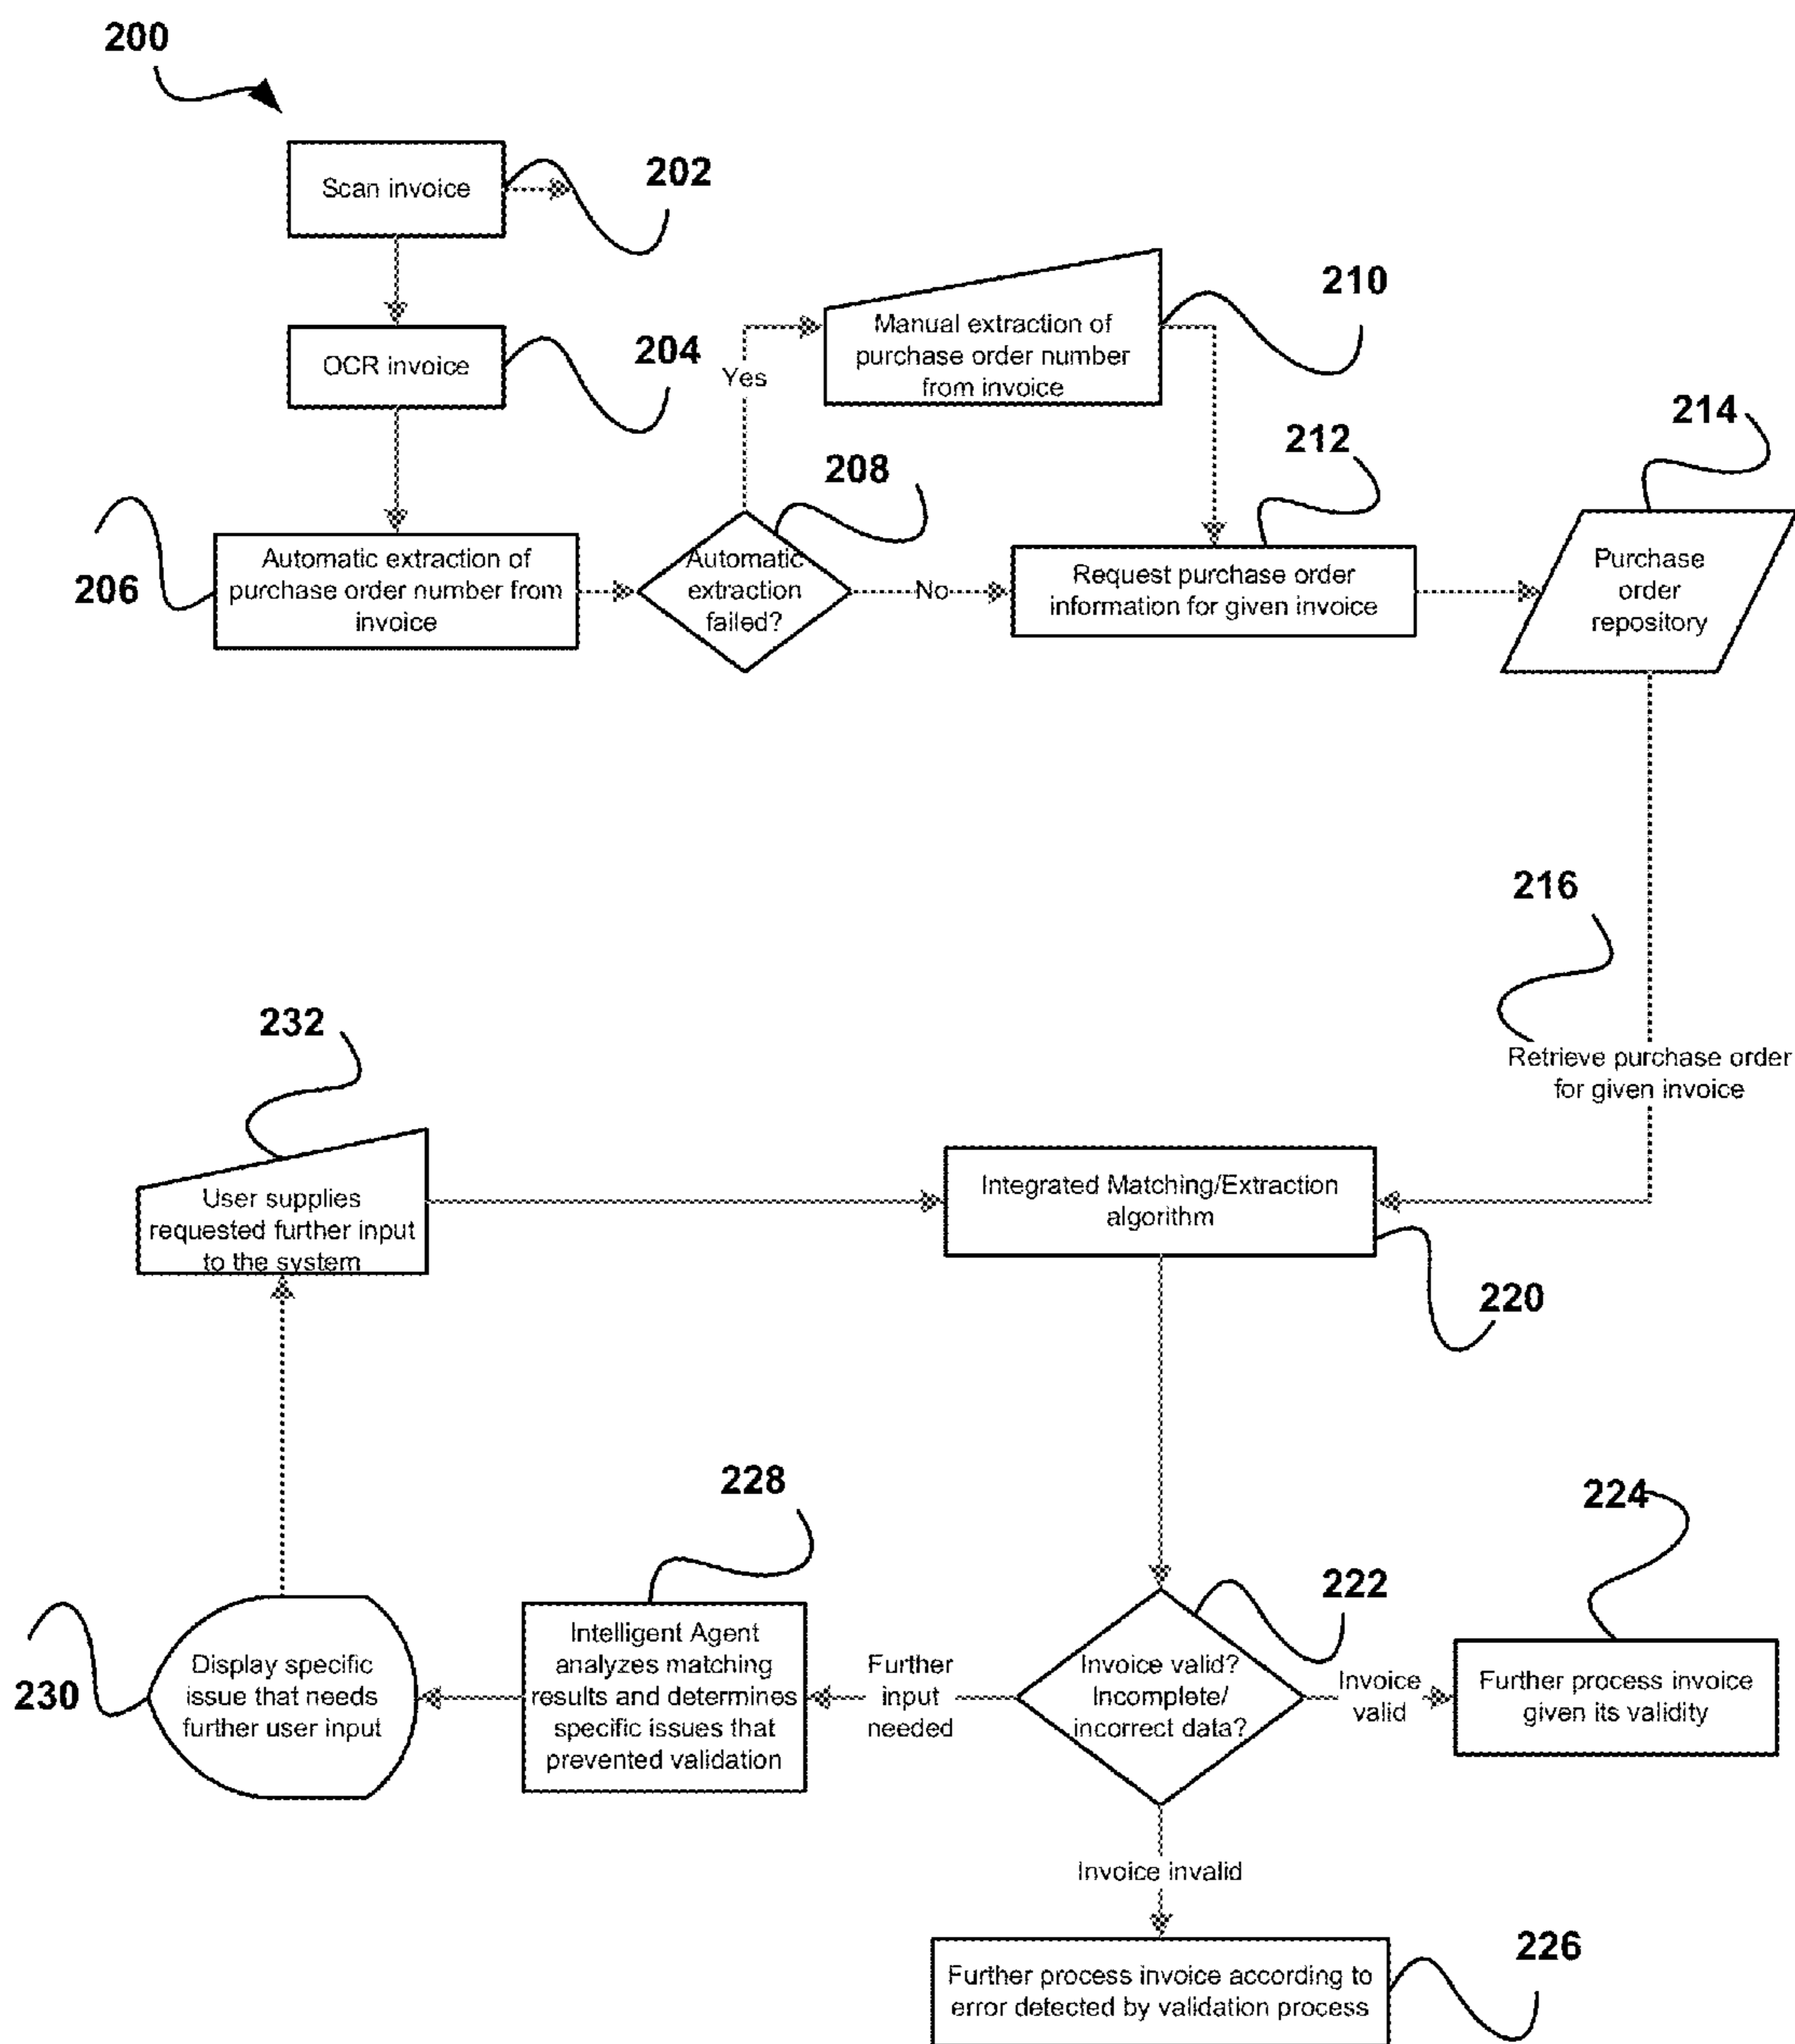 200
Scan invoice
202
OCR invoice
204
206
Automatic extraction of
purchase order number from
invoice
Automatic
extraction
failed?
208
Yes
Manual extraction of
purchase order number
from invoice
210
No
Request purchase order
information for given invoice
212
Purchase
order
repository
214
216
Retrieve purchase order
for given invoice
232
User supplies
requested further input
to the system
Integrated Matching/Extraction
algorithm
220
228
Intelligent Agent
analyzes matching
results and determines
specific issues that
prevented validation
Further
input
needed
Invoice valid?
Incomplete/
incorrect data?
222
Invoice
valid
224
Further process invoice
given its validity
230
Display specific
issue that needs
further user input
Invoice invalid
Further process invoice according to
error detected by validation process
226